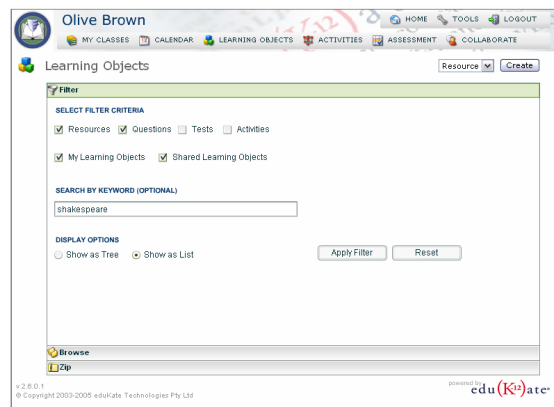 Olive Brown
HOME TOOLS LOGOUT
MY CLASSES CALENDAR LEARNING OBJECTS ACTIVITIES ASSESSMENT COLLABORATE
Learning Objects
Resource Create
Filter
SELECT FILTER CRITERIA
Resources Questions Tests Activities
My Learning Objects Shared Learning Objects
SEARCH BY KEYWORD (OPTIONAL)
shakespeare
DISPLAY OPTIONS
Show as Tree Show as List Apply Filter Reset
Browse
Zip
v 2.6.0.1
© Copyright 2003-2005 eduKate Technologies Pty Ltd
powered by
edu(K12)ate